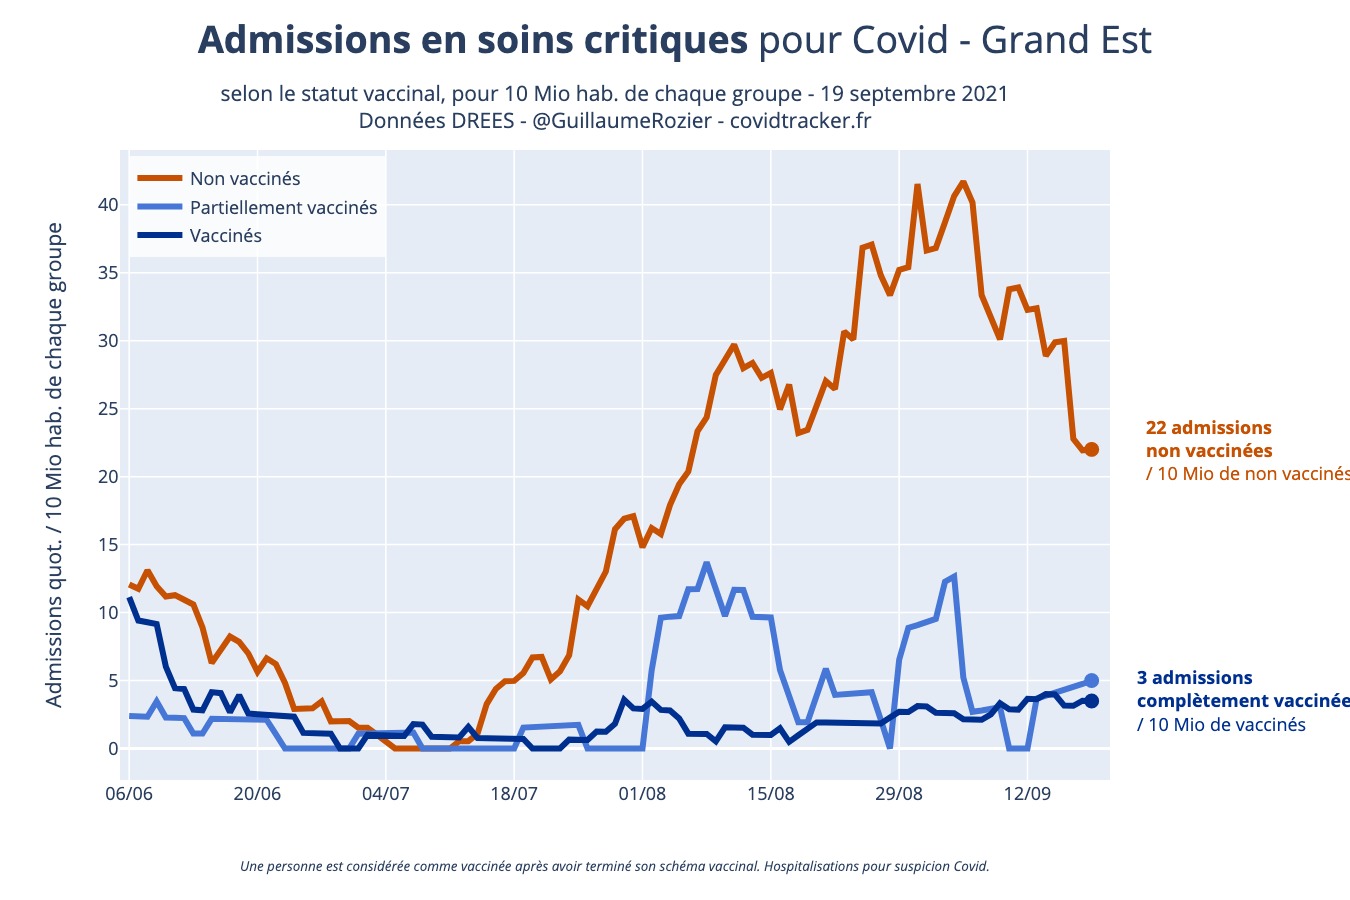 Admissions en soins critiques pour Covid - Grand Est
selon le statut vaccinal, pour 10 Mio hab. de chaque groupe - 19 septembre 2021
Données DREES - @GuillaumeRozier - covidtracker.fr
Non vaccinés
Partiellement vaccinés
Vaccinés
Admissions quot. / 10 Mio hab. de chaque groupe
40
35
30
25
20
15
10
5
0
06/06
20/06
04/07
18/07
01/08
15/08
29/08
12/09
22 admissions
non vaccinées
/ 10 Mio de non vaccinés
3 admissions
complètement vaccinée
/ 10 Mio de vaccinés
Une personne est considérée comme vaccinée après avoir terminé son schéma vaccinal. Hospitalisations pour suspicion Covid.